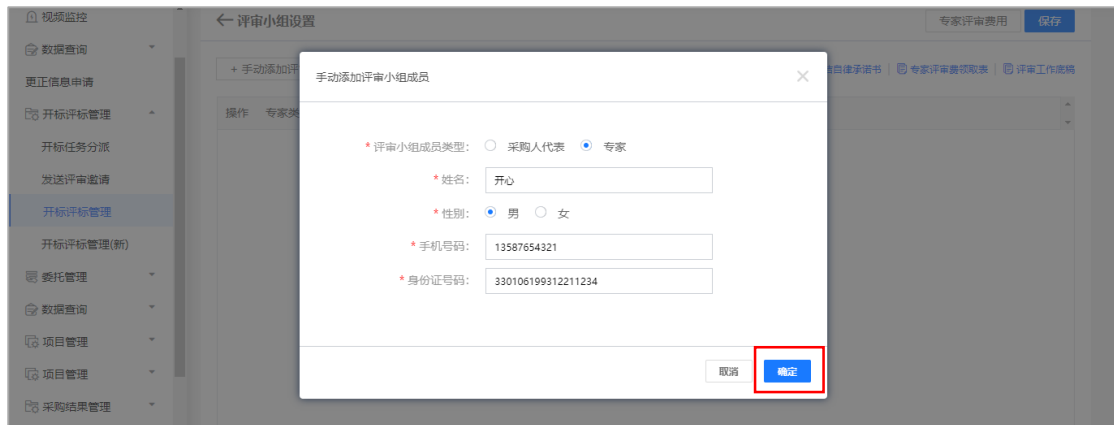 视频监控
数据查询
更正信息申请
开标评标管理
开标任务分派
发送评审邀请
开标评标管理
开标评标管理(新)
委托管理
数据查询
项目管理
项目管理
采购结果管理
← 评审小组设置
专家评审费用 保存
+ 手动添加评
洁自律承诺书 | 专家评审费领取表 | 评审工作底稿
操作 专家类
手动添加评审小组成员
* 评审小组成员类型: 采购人代表 专家
* 姓名: 开心
* 性别: 男 女
* 手机号码: 13587654321
* 身份证号码: 330106199312211234
取消 确定